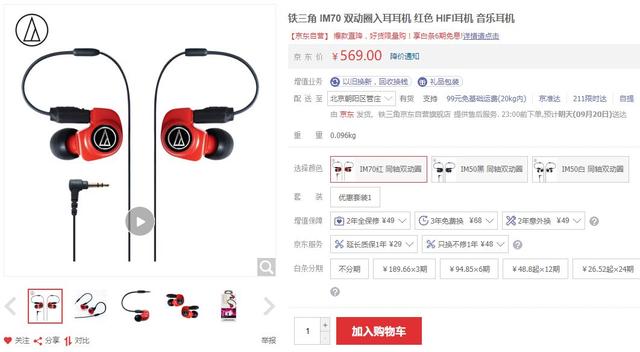 铁三角 IM70 双动圈入耳耳机 红色 HIFI耳机 音乐耳机
【京东自营】 爆款直降，好货限量购！享白条6期免息!详情请点击
京 东 价 ￥569.00 降价通知
增值业务 以旧换新，回收换钱 礼品包装
配 送 至 北京朝阳区管庄 有货 支持 99元免基础运费(20kg内) 京准达 211限时达 自提
由 京东 发货，铁三角京东自营旗舰店 提供售后服务. 23:00前下单,预计明天(09月20日)送达
重 量 0.096kg
选择颜色 IM70红 同轴双动圈 IM50黑 同轴双动圈 IM50白 同轴双动圈
套 装 优惠套装1
增值保障 2年全保修 ¥49 3年免费换 ¥68 2年意外换 ¥49
京东服务 延长质保1年 ¥29 只换不修1年 ¥48
白条分期 不分期 ￥189.66×3期 ￥94.85×6期 ￥48.8起×12期 ￥26.52起×24期
关注 分享 对比 举报
1 + - 加入购物车